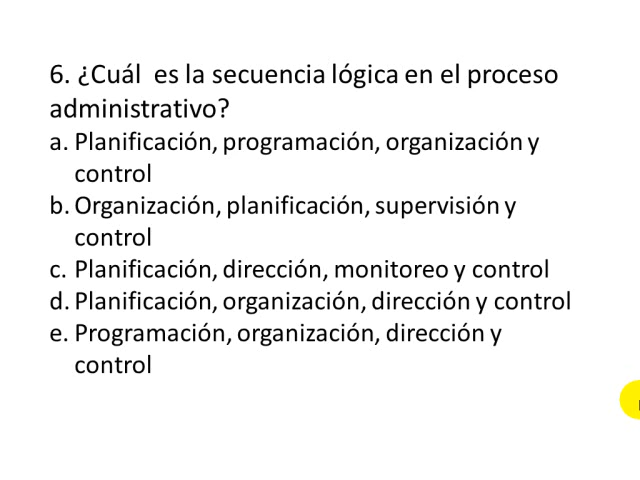 6. ¿Cuál  es la secuencia lógica en el proceso
administrativo?
a. Planificación, programación, organización y
control
b. Organización, planificación, supervisión y
control
c. Planificación, dirección, monitoreo y control
d. Planificación, organización, dirección y control
e. Programación, organización, dirección y
control